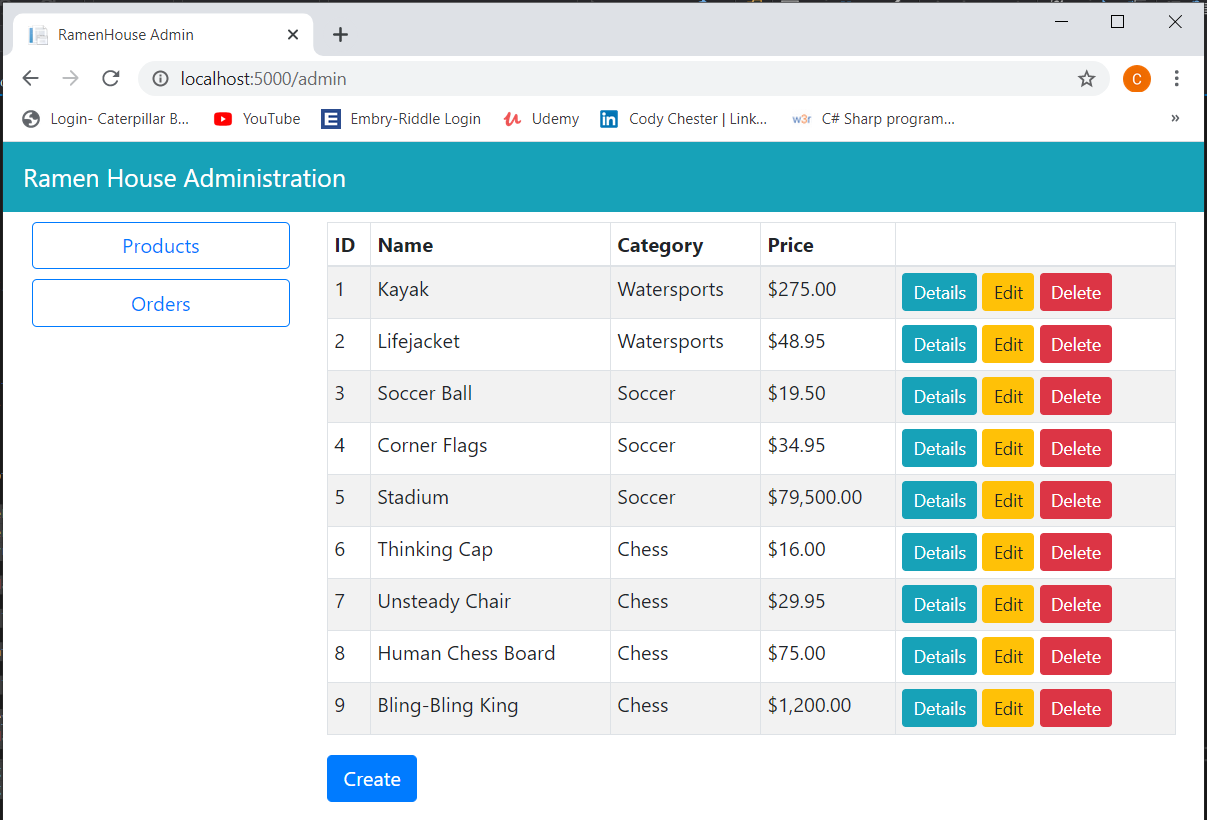 RamenHouse Admin
localhost:5000/admin
C
Login- Caterpillar B... YouTube Embry-Riddle Login Udemy Cody Chester | Link... w3r C# Sharp program... »
Ramen House Administration
Products
Orders
ID Name Category Price
1 Kayak Watersports $275.00 Details Edit Delete
2 Lifejacket Watersports $48.95 Details Edit Delete
3 Soccer Ball Soccer $19.50 Details Edit Delete
4 Corner Flags Soccer $34.95 Details Edit Delete
5 Stadium Soccer $79,500.00 Details Edit Delete
6 Thinking Cap Chess $16.00 Details Edit Delete
7 Unsteady Chair Chess $29.95 Details Edit Delete
8 Human Chess Board Chess $75.00 Details Edit Delete
9 Bling-Bling King Chess $1,200.00 Details Edit Delete
Create